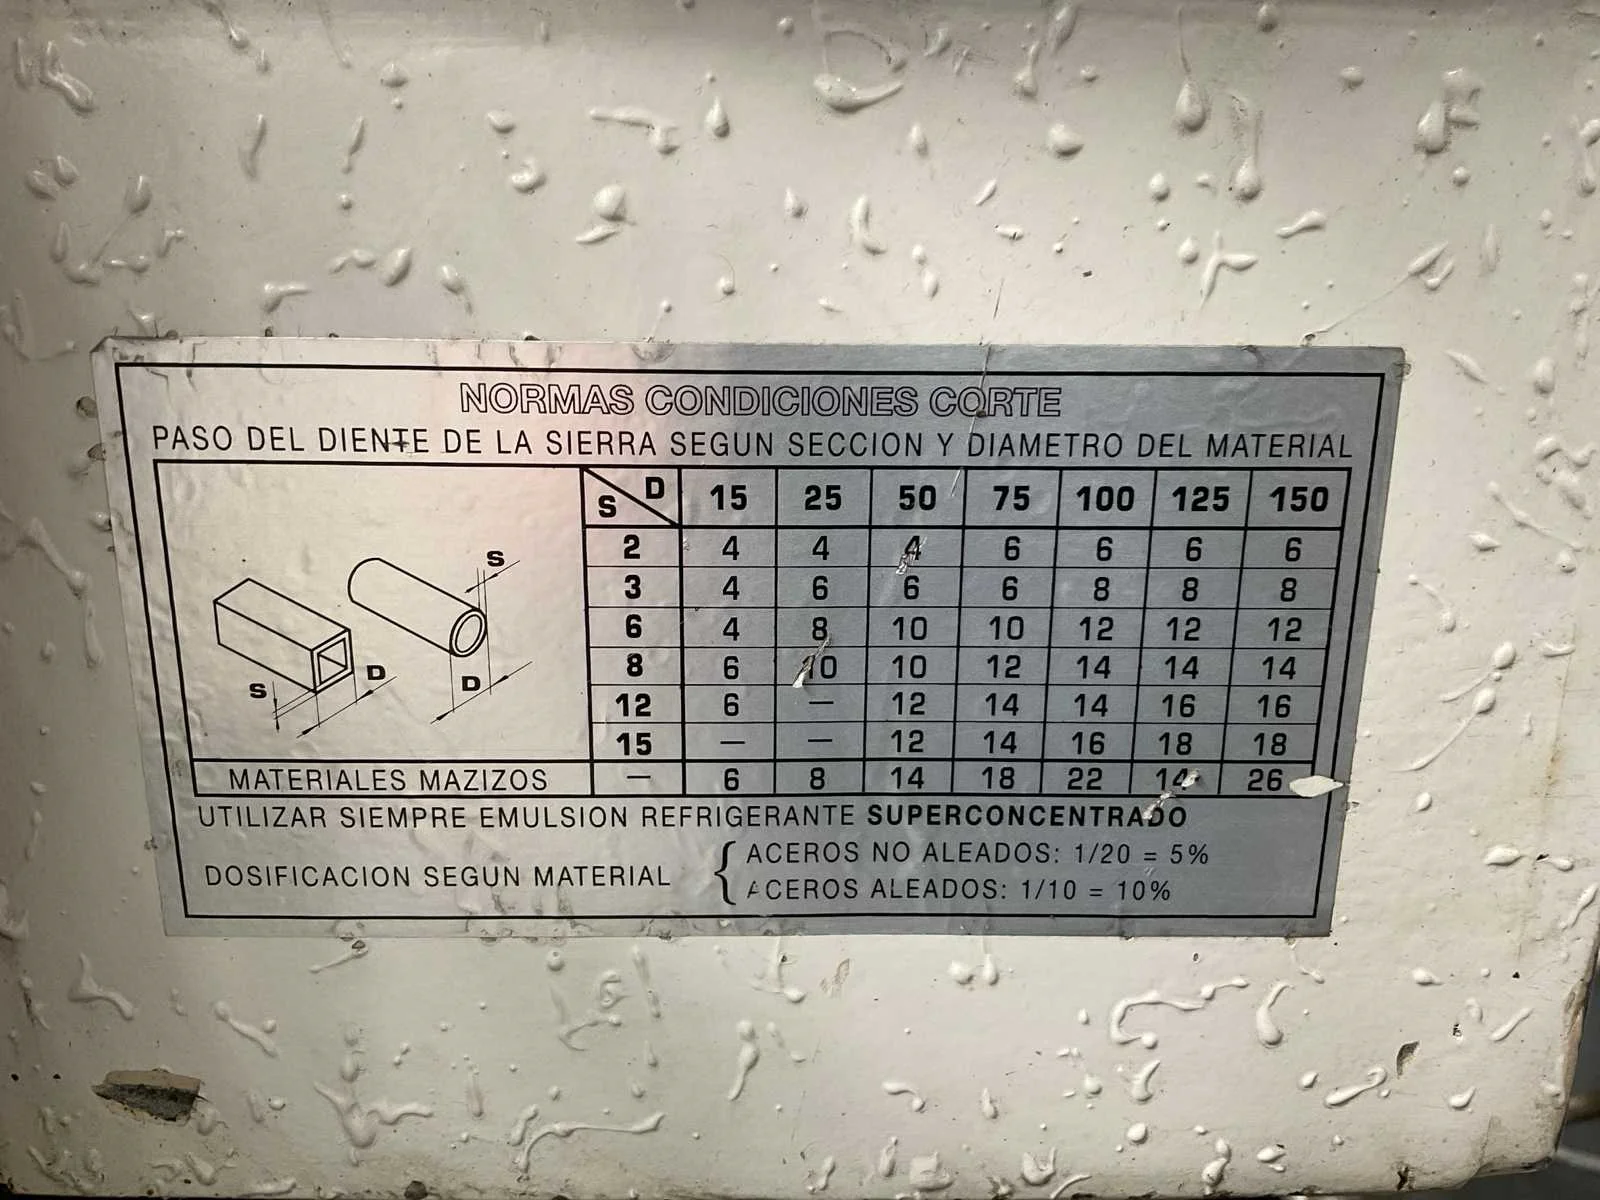 NORMAS CONDICIONES CORTE
PASO DEL DIENTE DE LA SIERRA SEGUN SECCION Y DIAMETRO DEL MATERIAL
S D 15 25 50 75 100 125 150
2 4 4 4 6 6 6 6
3 4 6 6 6 8 8 8
6 4 8 10 10 12 12 12
8 6 10 10 12 14 14 14
12 6 — 12 14 14 16 16
15 — — 12 14 16 18 18
S
D
S
D
MATERIALES MAZIZOS — 6 8 14 18 22 14 26
UTILIZAR SIEMPRE EMULSION REFRIGERANTE SUPERCONCENTRADO
DOSIFICACION SEGUN MATERIAL { ACEROS NO ALEADOS: 1/20 = 5%
ACEROS ALEADOS: 1/10 = 10%